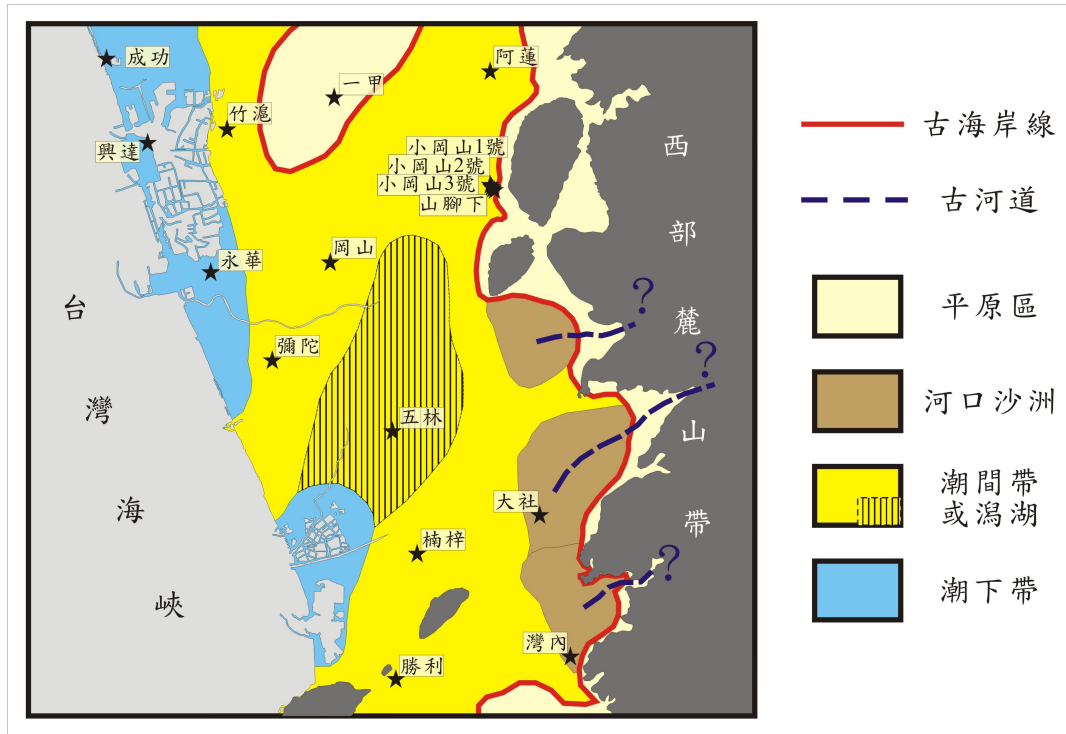 成功
阿蓮
一甲
竹滬
興達
小岡山1號
小岡山2號
小岡山3號
山腳下
岡山
永華
彌陀
五林
大社
楠梓
灣內
勝利
台灣海峽
西部麓山帶
?
?
?
古海岸線
古河道
平原區
河口沙洲
潮間帶
或潟湖
潮下帶